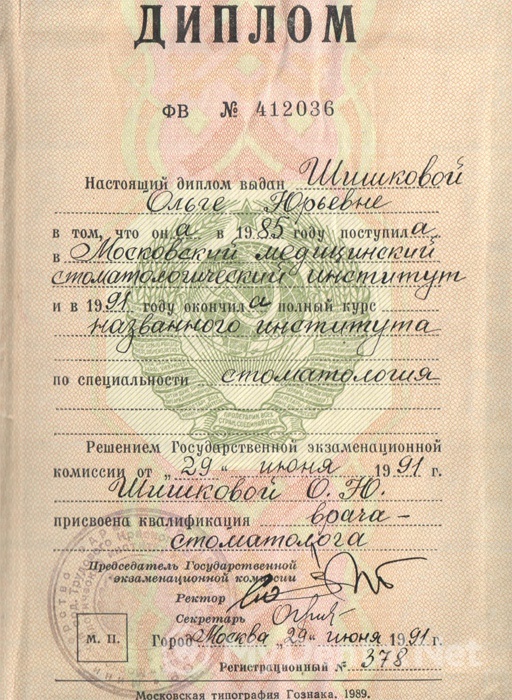 ДИПЛОМ
ФВ № 412036
Настоящий диплом выдан Шишковой
Ольге Юрьевне
в том, что он а в 1985 году поступил а
в Московский медицинский
стоматологический институт
и в 1991 году окончил а полный курс
названного института
по специальности стоматология
Решением Государственной экзаменационной
комиссии от „29“ июня 1991 г.
Шишковой О. Ю.
присвоена квалификация врача-
стоматолога
Председатель Государственной
экзаменационной комиссии
Ректор
Секретарь
М. П.
Город Москва „29“ июня 1991 г.
Регистрационный № 378
Московская типография Гознака. 1989.